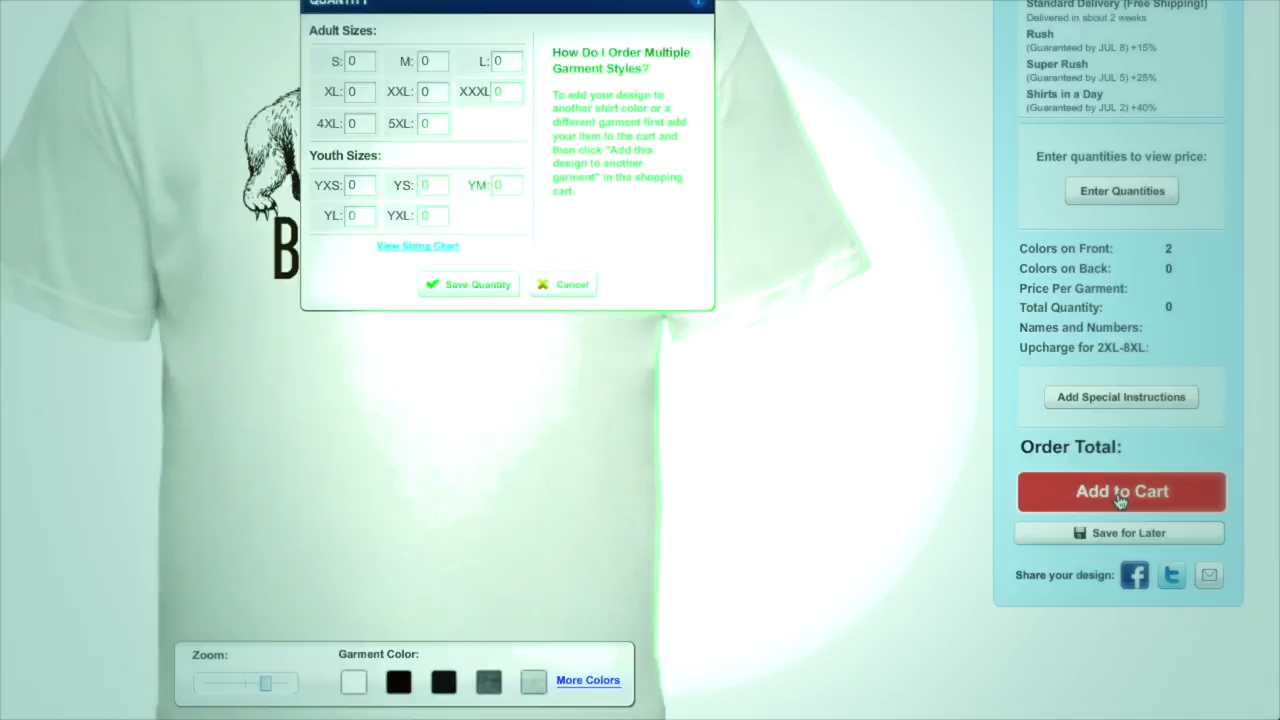 QUANTITY
Adult Sizes:
S: 0 M: 0 L: 0
XL: 0 XXL: 0 XXXL 0
4XL: 0 5XL: 0
Youth Sizes:
YXS: 0 YS: 0 YM: 0
YL: 0 YXL: 0
View Sizing Chart
How Do I Order Multiple
Garment Styles?
To add your design to
another shirt color or a
different garment first add
your item to the cart and
then click "Add this
design to another
garment" in the shopping
cart.
Save Quantity Cancel
B
Standard Delivery (Free Shipping!)
Delivered in about 2 weeks
Rush
(Guaranteed by JUL 8) +15%
Super Rush
(Guaranteed by JUL 5) +25%
Shirts in a Day
(Guaranteed by JUL 2) +40%
Enter quantities to view price:
Enter Quantities
Colors on Front: 2
Colors on Back: 0
Price Per Garment:
Total Quantity: 0
Names and Numbers:
Upcharge for 2XL-8XL:
Add Special Instructions
Order Total:
Add to Cart
Save for Later
Share your design:
Zoom:
Garment Color:
More Colors